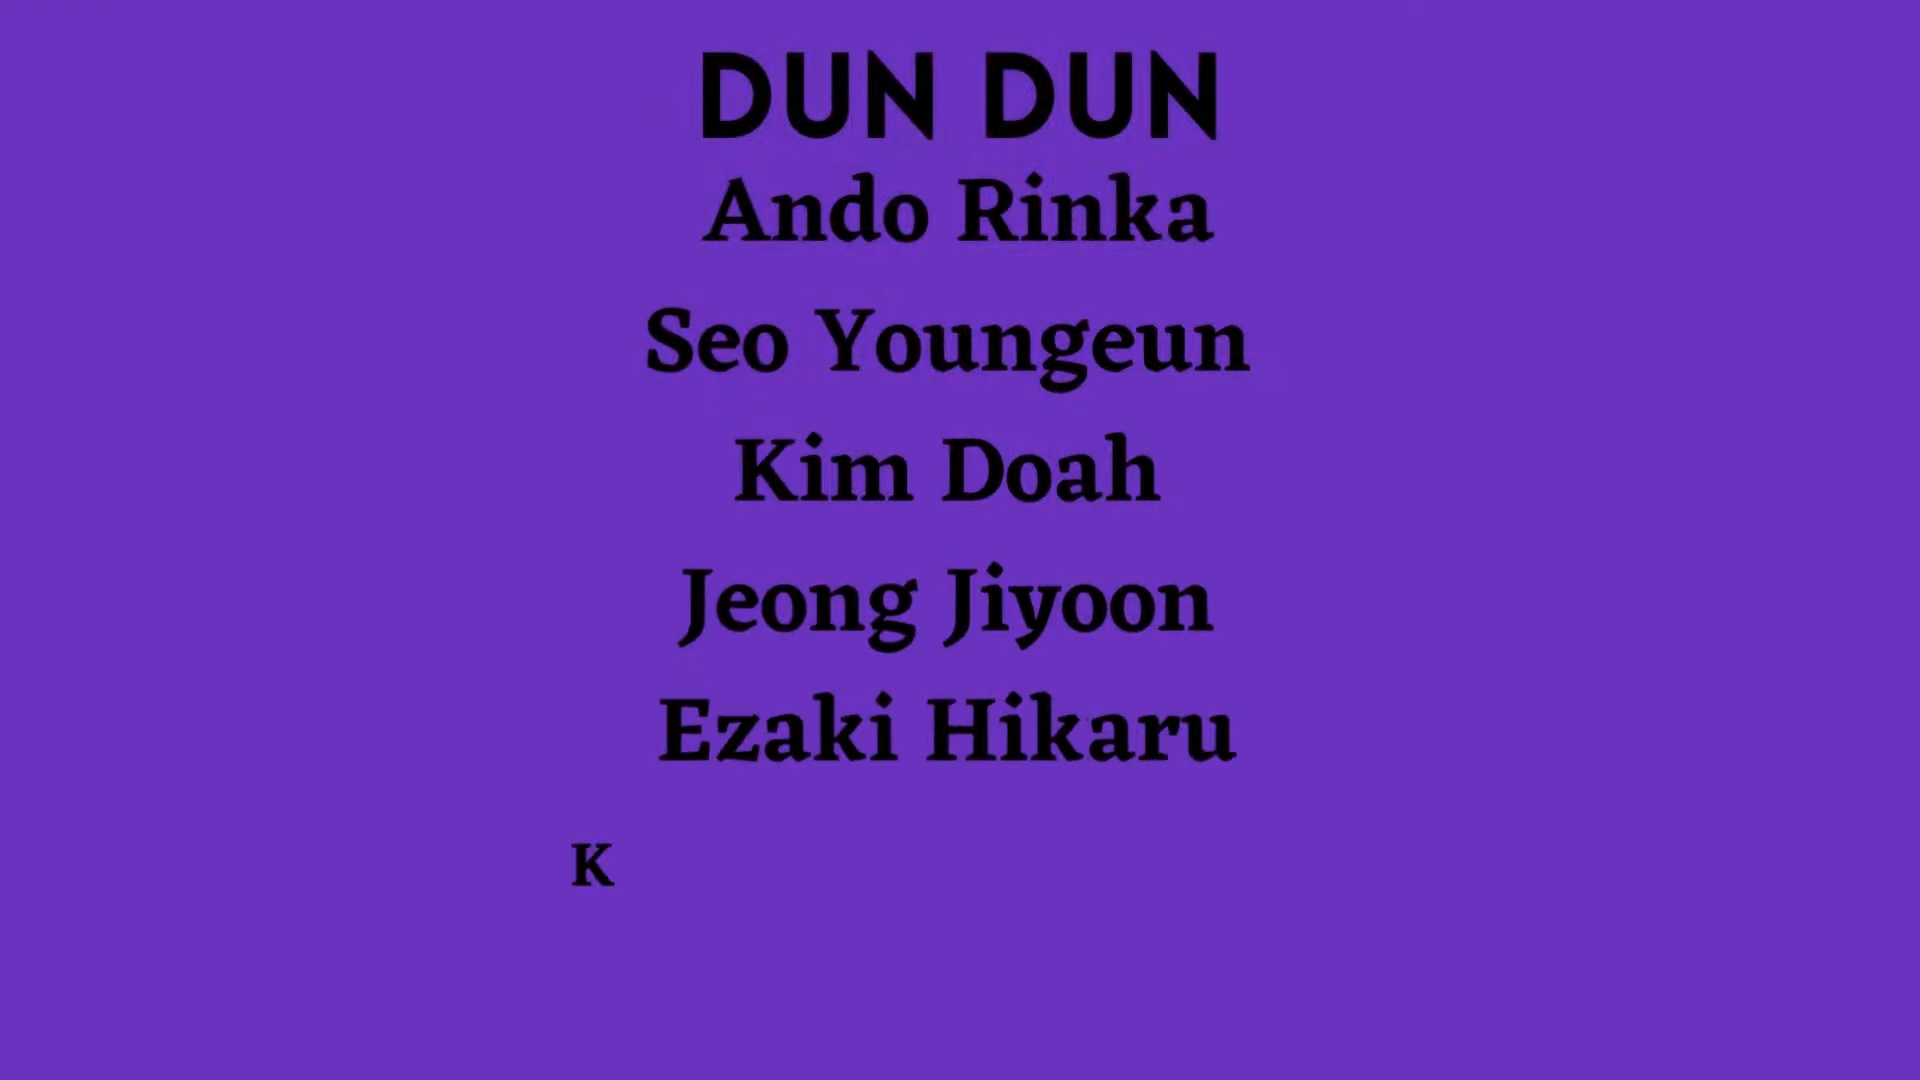 DUN DUN
Ando Rinka
Seo Youngeun
Kim Doah
Jeong Jiyoon
Ezaki Hikaru
K